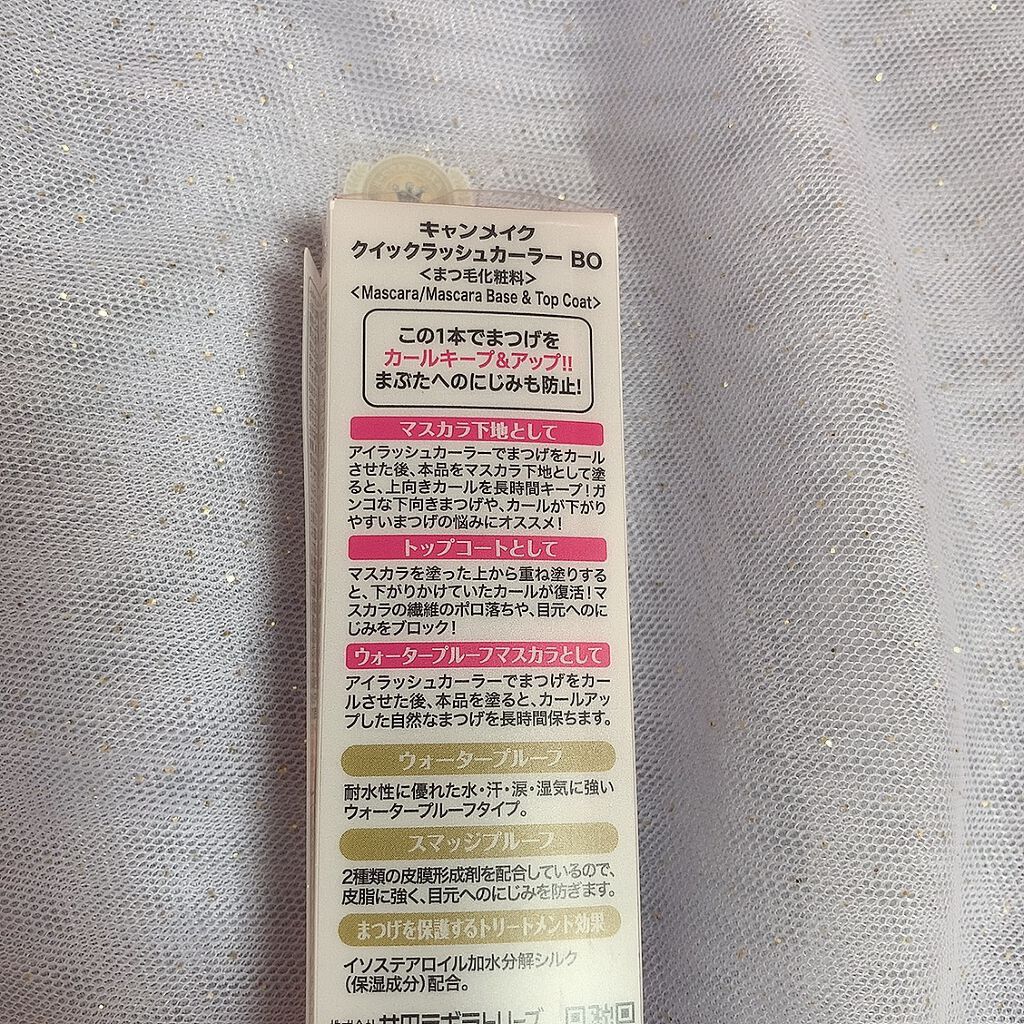 キャンメイク
クイックラッシュカーラー BO
<まつ毛化粧料>
<Mascara/Mascara Base & Top Coat>
この1本でまつげを
カールキープ&アップ!!
まぶたへのにじみも防止!
マスカラ下地として
アイラッシュカーラーでまつげをカール
させた後、本品をマスカラ下地として塗
ると、上向きカールを長時間キープ!ガ
ンコな下向きまつげや、カールが下がり
やすいまつげの悩みにオススメ!
トップコートとして
マスカラを塗った上から重ね塗りする
と、下がりかけていたカールが復活!マ
スカラの繊維のポロ落ちや、目元へのに
じみをブロック!
ウォータープルーフマスカラとして
アイラッシュカーラーでまつげをカー
ルさせた後、本品を塗ると、カールアッ
プした自然なまつげを長時間保ちます。
ウォータープルーフ
耐水性に優れた水・汗・涙・湿気に強い
ウォータープルーフタイプ。
スマッジプルーフ
2種類の皮膜形成剤を配合しているので、
皮脂に強く、目元へのにじみを防ぎます。
まつげを保護するトリートメント効果
イソステアロイル加水分解シルク
(保湿成分)配合。